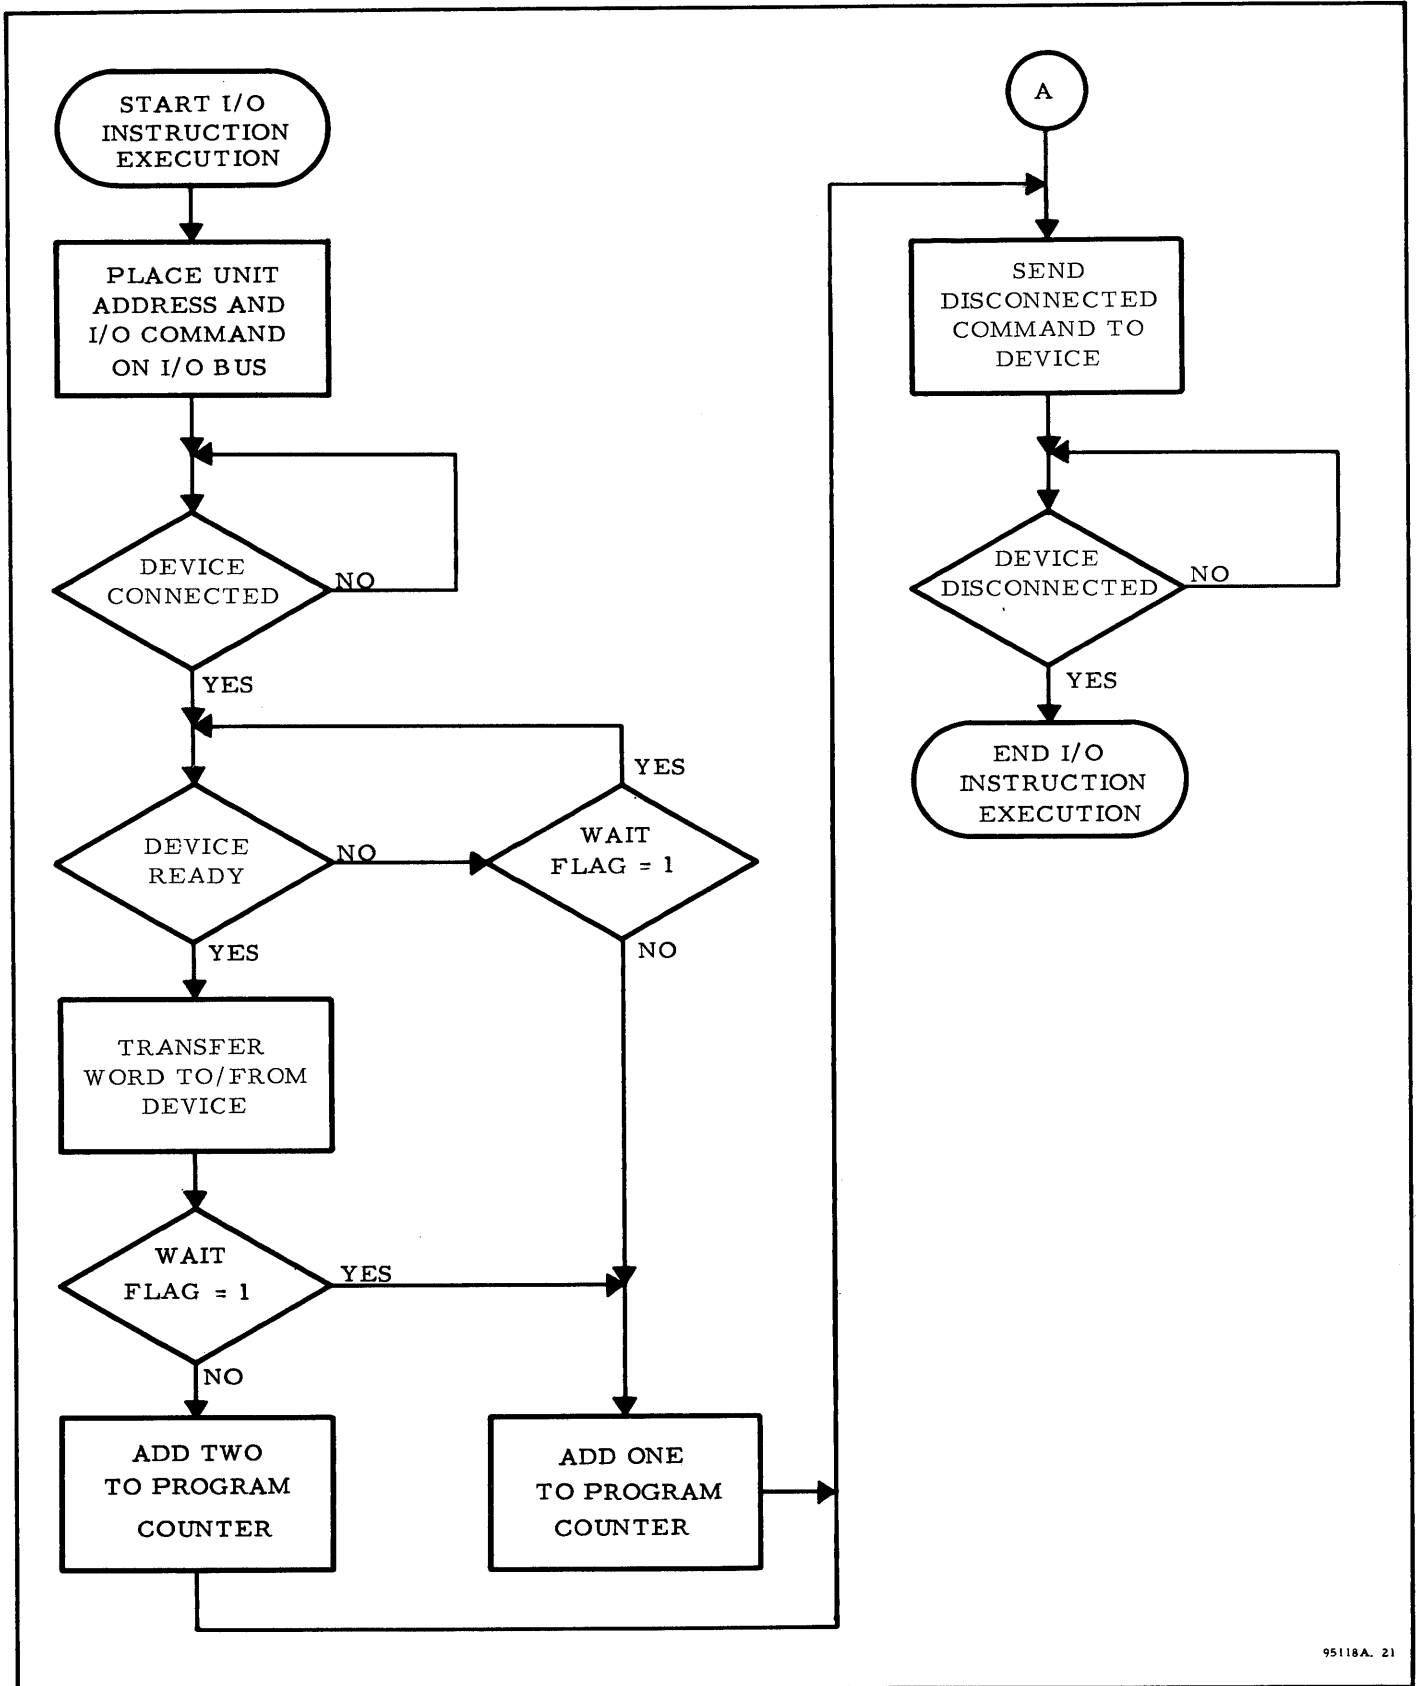 START I/O
INSTRUCTION
EXECUTION
PLACE UNIT
ADDRESS AND
I/O COMMAND
ON I/O BUS
DEVICE
CONNECTED
NO
YES
DEVICE
READY
NO
YES
WAIT
FLAG = 1
YES
NO
TRANSFER
WORD TO/FROM
DEVICE
WAIT
FLAG = 1
YES
NO
ADD TWO
TO PROGRAM
COUNTER
ADD ONE
TO PROGRAM
COUNTER
A
SEND
DISCONNECTED
COMMAND TO
DEVICE
DEVICE
DISCONNECTED
NO
YES
END I/O
INSTRUCTION
EXECUTION
95118A. 21